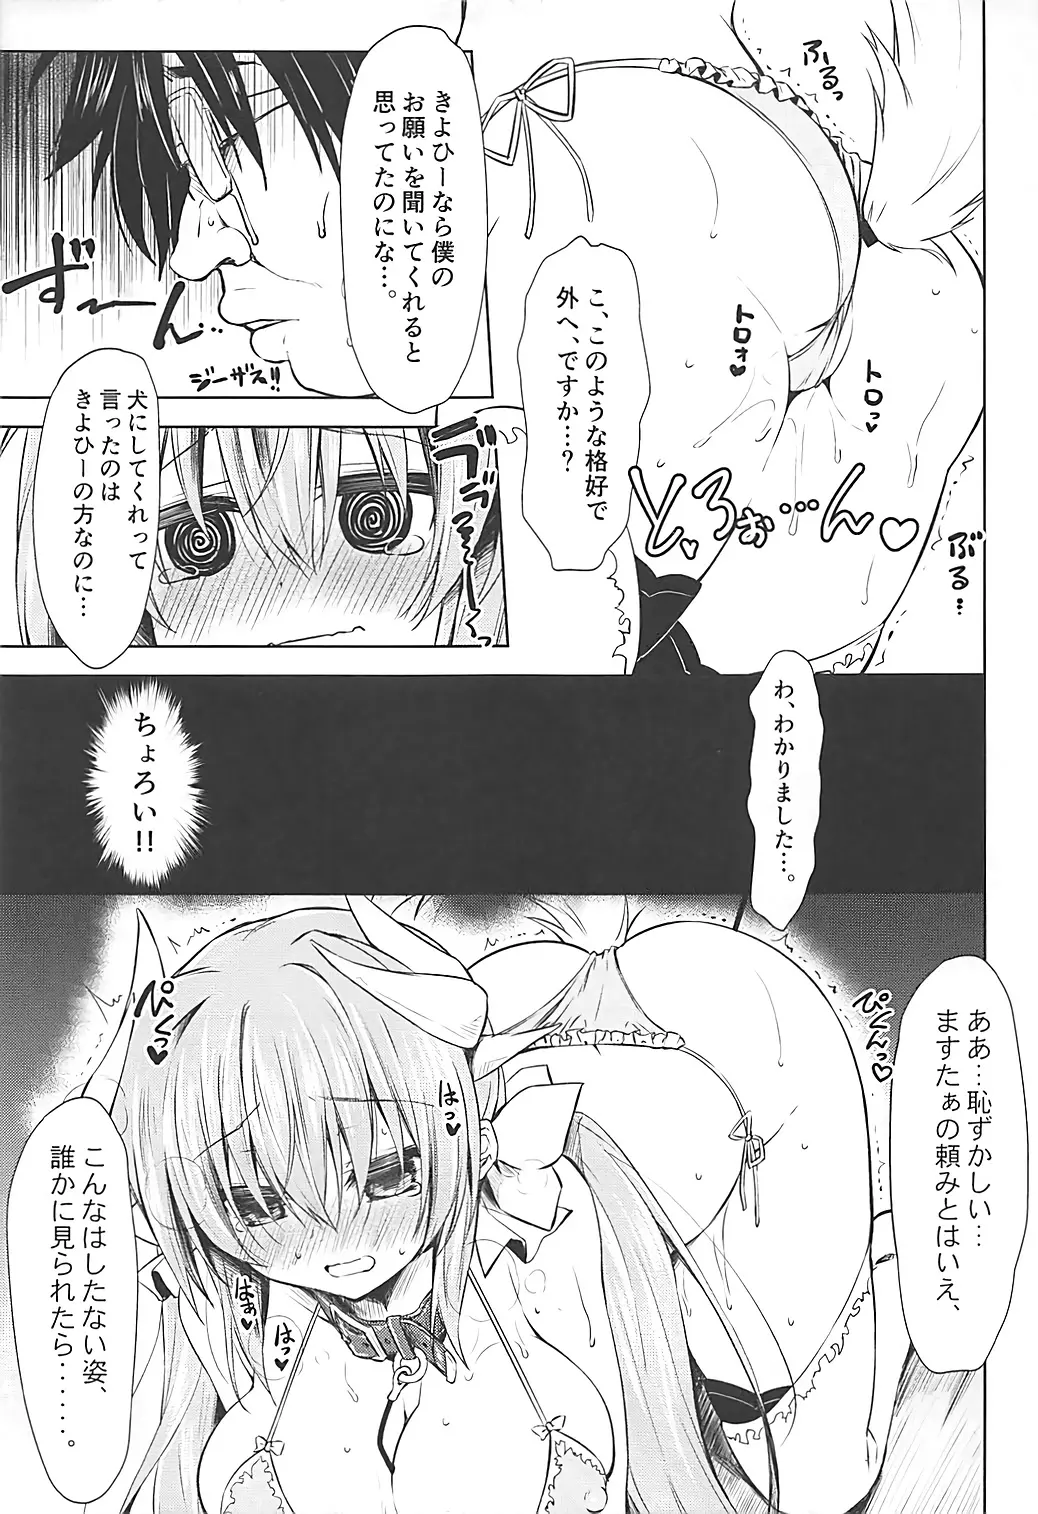 ぶるっ
こ、このような格好で
外へ、ですか…?
トロォ♥
トロっ♥
とろぉ…ん♡
ぶる…
きよひーなら僕の
お願いを聞いてくれると
思ってたのにな…。
ずーん…
ジーザス!!
犬にしてくれって
言ったのは
きよひーの方なのに…
わ、わかりました…。
ちょろい!!
ああ…恥ずかしい…
ますたぁの頼みとはいえ、
ぴくんっ♥
ぴくっ♥
はっ♥
はぁ♥
はっ♥
こんなはしたない姿、
誰かに見られたら……。